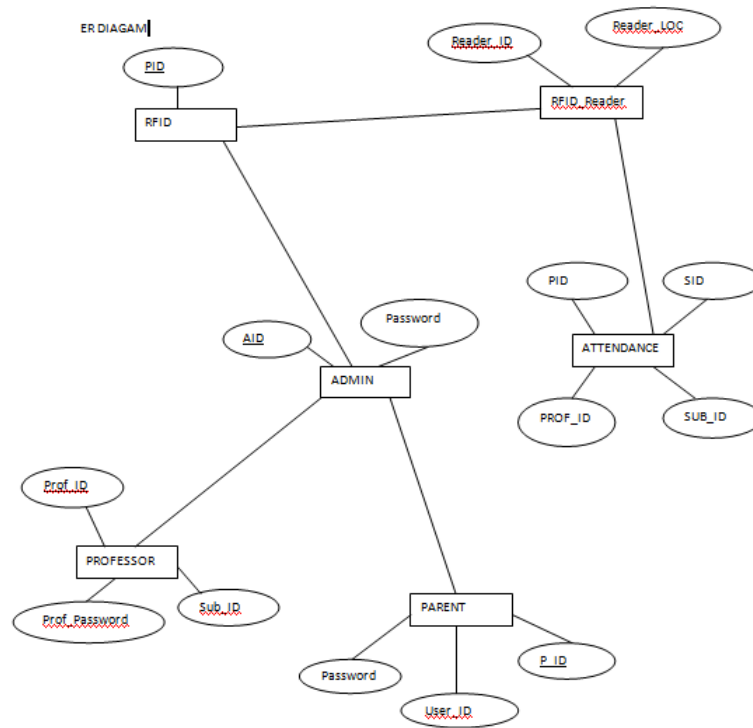 ER DIAGAM
Reader_ID
Reader_LOC
PID
RFID
RFID_Reader
PID
SID
AID
Password
ATTENDANCE
ADMIN
PROF_ID
SUB_ID
Prof_ID
PROFESSOR
Prof_Password
Sub_ID
PARENT
Password
P_ID
User_ID